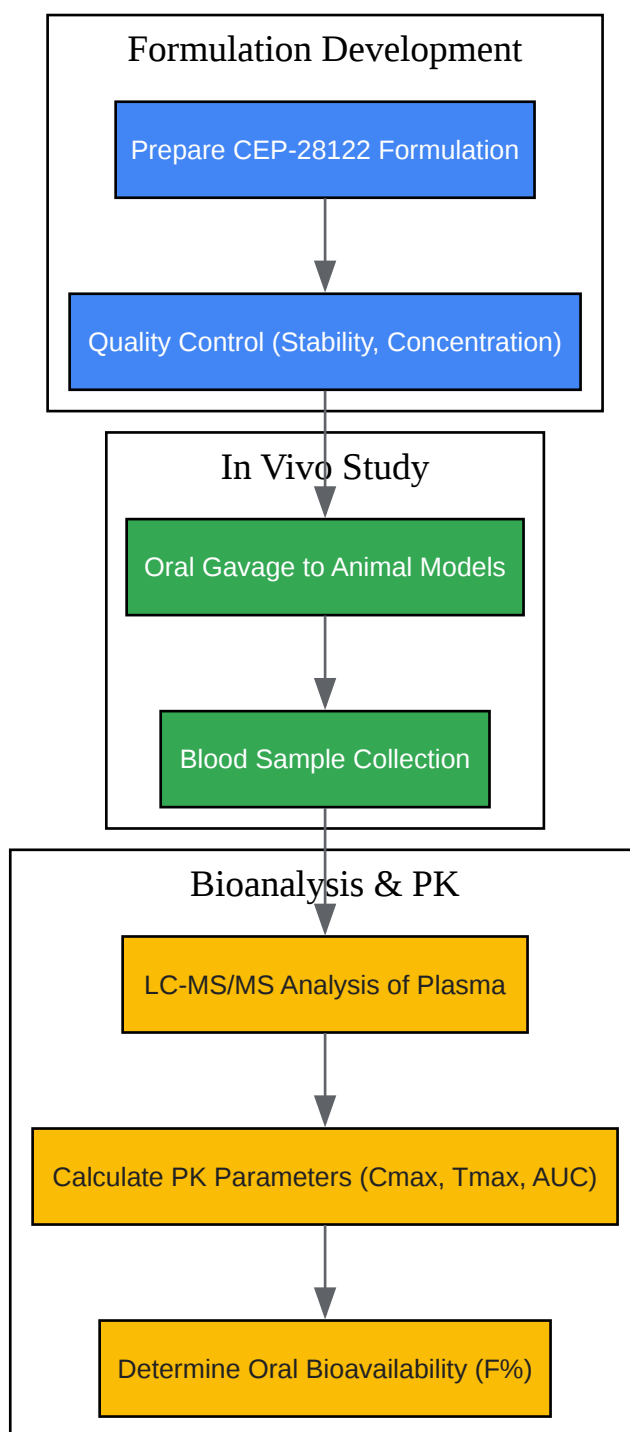 Formulation Development
Prepare CEP-28122 Formulation
Quality Control (Stability, Concentration)
In Vivo Study
Oral Gavage to Animal Models
Blood Sample Collection
Bioanalysis & PK
LC-MS/MS Analysis of Plasma
Calculate PK Parameters (Cmax, Tmax, AUC)
Determine Oral Bioavailability (F%)